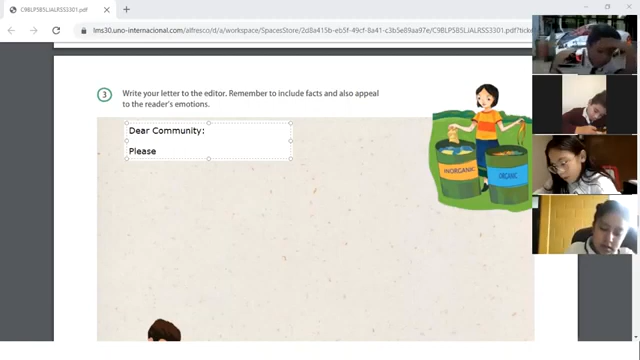 C9BLP5B5LJALRSS3301.pdf
lms30.uno-internacional.com/alfresco/d/a/workspace/SpacesStore/2d8a415b-eb5f-49cf-8a41-c3b5e89aa97e/C9BLP5B5LJALRSS3301.pdf?ticke
3 Write your letter to the editor. Remember to include facts and also appeal
to the reader's emotions.
Dear Community:
Please
INORGANIC
ORGANIC